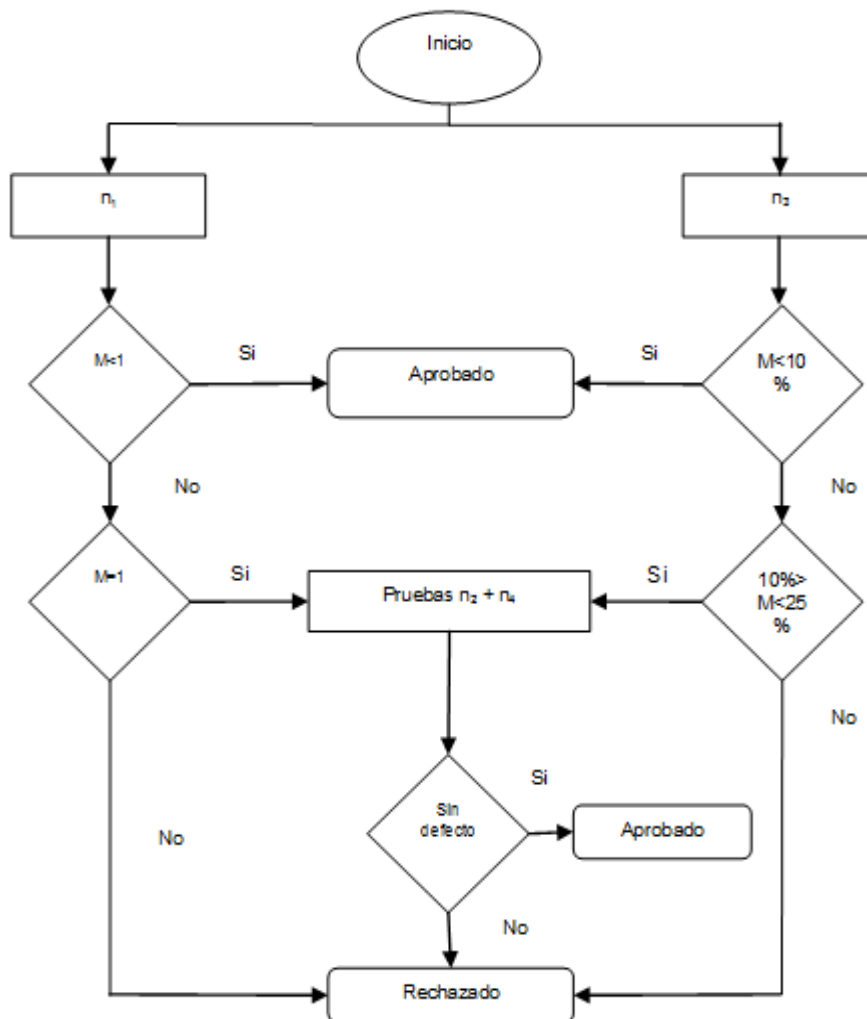 Inicio
n₁
n₃
M<1
Si
Aprobado
Si
M<10
%
No
No
M=1
Si
Pruebas n₂ + n₄
Si
10%>
M<25
%
No
Sin
defecto
Si
Aprobado
No
No
Rechazado